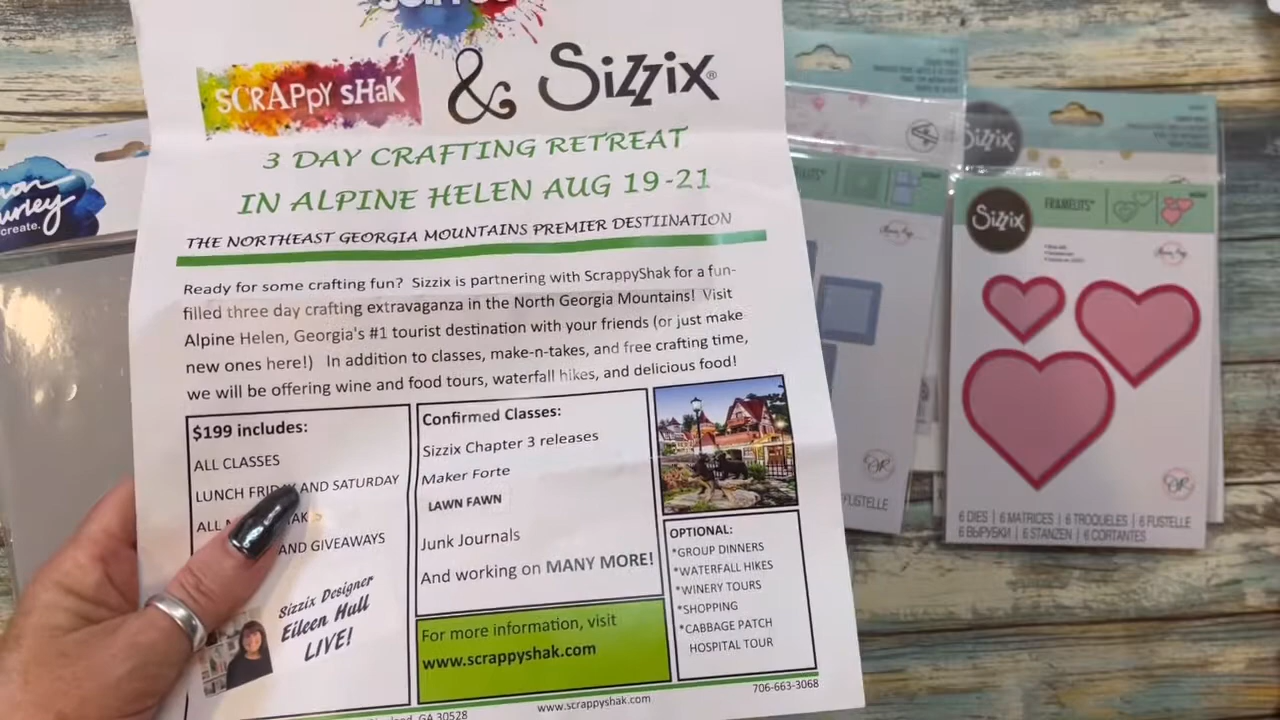 SCRAPPY SHAK & Sizzix®
3 DAY CRAFTING RETREAT
IN ALPINE HELEN AUG 19-21
THE NORTHEAST GEORGIA MOUNTAINS PREMIER DESTIINATION
Ready for some crafting fun? Sizzix is partnering with ScrappyShak for a fun-
filled three day crafting extravaganza in the North Georgia Mountains! Visit
Alpine Helen, Georgia's #1 tourist destination with your friends (or just make
new ones here!) In addition to classes, make-n-takes, and free crafting time,
we will be offering wine and food tours, waterfall hikes, and delicious food!
$199 includes:
ALL CLASSES
LUNCH AND SATURDAY
ALL
AND GIVEAWAYS
Sizzix Designer
Eileen Hull
LIVE!
Confirmed Classes:
Sizzix Chapter 3 releases
Maker Forte
LAWN FAWN
Junk Journals
And working on MANY MORE!
For more information, visit
www.scrappyshak.com
OPTIONAL:
*GROUP DINNERS
*WATERFALL HIKES
*WINERY TOURS
*SHOPPING
*CABBAGE PATCH
HOSPITAL TOUR
GA 30528
www.scrappyshak.com
706-663-3068
create.
Sizzix
Sizzix
FRAMELITS
6 DIES | 6 MATRICES | 6 TROQUELES | 6 FUSTELLE
6 ВЫРУБКИ | 6 STANZEN | 6 CORTANTES
FUSTELLE